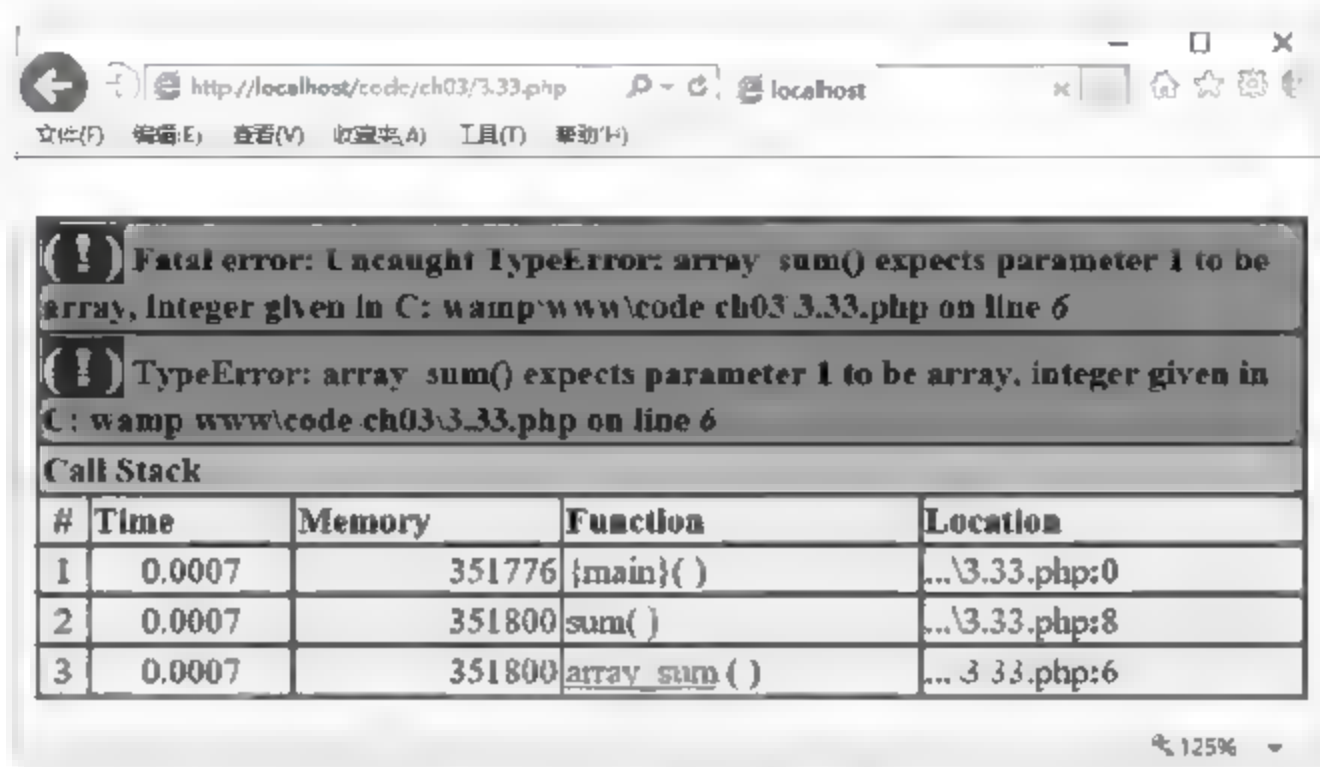 http://localhost/code/ch03/3.33.php
localhost
文件(F) 编辑(E) 查看(V) 收藏夹(A) 工具(T) 帮助(H)
( ! ) Fatal error: Uncaught TypeError: array_sum() expects parameter 1 to be
array, integer given in C:\wamp\www\code\ch03\3.33.php on line 6
( ! ) TypeError: array_sum() expects parameter 1 to be array, integer given in
C:\wamp\www\code\ch03\3.33.php on line 6
Call Stack
# Time Memory Function Location
1 0.0007 351776 {main}( ) ...\3.33.php:0
2 0.0007 351800 sum( ) ...\3.33.php:8
3 0.0007 351800 array_sum ( ) ...\3.33.php:6
125%